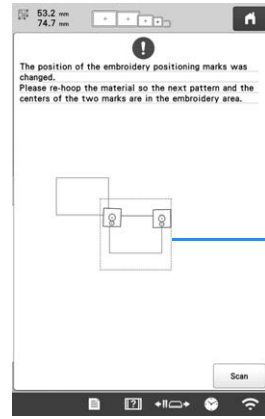 53.2 mm
74.7 mm
The position of the embroidery positioning marks was
changed.
Please re-hoop the material so the next pattern and the
centers of the two marks are in the embroidery area.
Scan